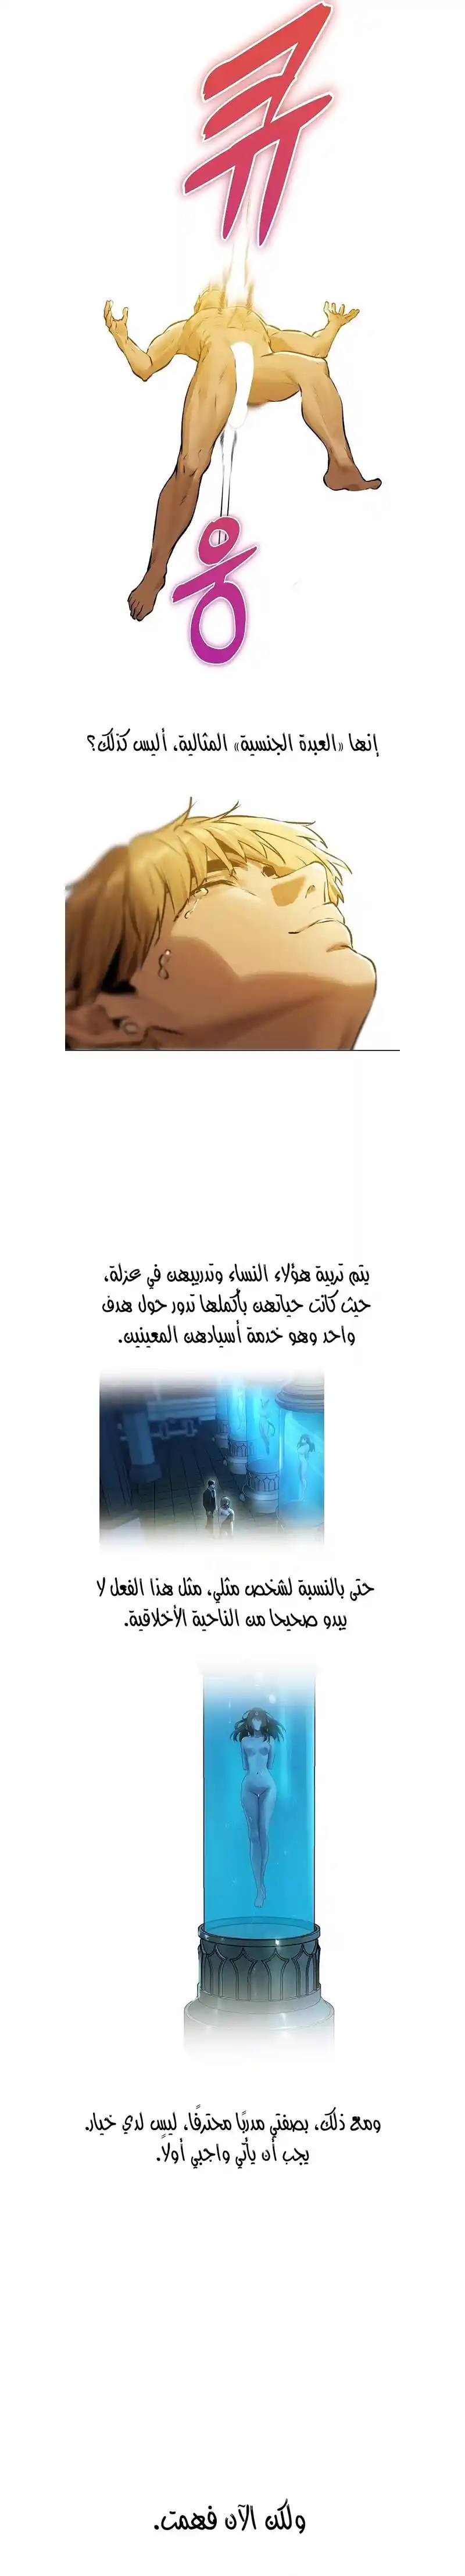 쿠
웅
إنها «العبدة الجنسية» المثالية، أليس كذلك؟
يتم تربية هؤلاء النساء وتدريبهن في عزلة،
حيث كانت حياتهن بأكملها تدور حول هدف
واحد وهو خدمة أسيادهن المعينين.
حتى بالنسبة لشخص مثلي، مثل هذا الفعل لا
يبدو صحيحا من الناحية الأخلاقية.
ومع ذلك، بصفتي مدربًا محترفًا، ليس لدي خيار.
يجب أن يأتي واجبي أولاً.
ولكن الآن فهمت.